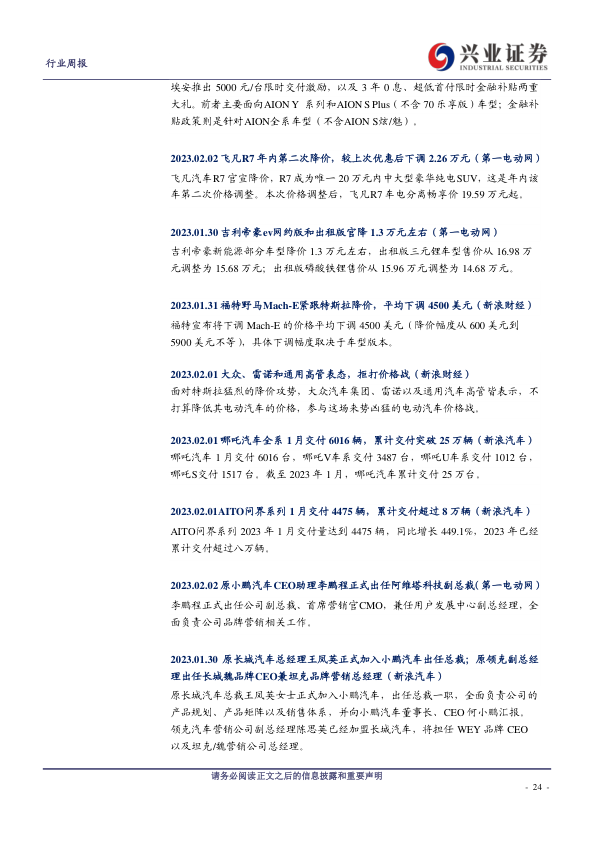 行业周报
兴业证券
INDUSTRIAL SECURITIES
埃安推出 5000 元/台限时交付激励，以及 3 年 0 息、超低首付限时金融补贴两重
大礼。前者主要面向AION Y 系列和AION S Plus（不含 70 乐享版）车型；金融补
贴政策则是针对AION全系车型（不含AION S炫/魅）。
2023.02.02 飞凡R7 年内第二次降价，较上次优惠后下调 2.26 万元（第一电动网）
飞凡汽车R7 官宣降价，R7 成为唯一 20 万元内中大型豪华纯电SUV，这是年内该
车第二次价格调整。本次价格调整后，飞凡R7 车电分离畅享价 19.59 万元起。
2023.01.30 吉利帝豪ev网约版和出租版官降 1.3 万元左右（第一电动网）
吉利帝豪新能源部分车型降价 1.3 万元左右，出租版三元锂车型售价从 16.98 万
元调整为 15.68 万元；出租版磷酸铁锂售价从 15.96 万元调整为 14.68 万元。
2023.01.31 福特野马Mach-E紧跟特斯拉降价，平均下调 4500 美元（新浪财经）
福特宣布将下调 Mach-E 的价格平均下调 4500 美元（降价幅度从 600 美元到
5900 美元不等），具体下调幅度取决于车型版本。
2023.02.01 大众、雷诺和通用高管表态，拒打价格战（新浪财经）
面对特斯拉猛烈的降价攻势，大众汽车集团、雷诺以及通用汽车高管皆表示，不
打算降低其电动汽车的价格，参与这场来势凶猛的电动汽车价格战。
2023.02.01 哪吒汽车全系 1 月交付 6016 辆，累计交付突破 25 万辆（新浪汽车）
哪吒汽车 1 月交付 6016 台，哪吒V车系交付 3487 台，哪吒U车系交付 1012 台，
哪吒S交付 1517 台。截至 2023 年 1 月，哪吒汽车累计交付 25 万台。
2023.02.01AITO问界系列 1 月交付 4475 辆，累计交付超过 8 万辆（新浪汽车）
AITO问界系列 2023 年 1 月交付量达到 4475 辆，同比增长 449.1%，2023 年已经
累计交付超过八万辆。
2023.02.02 原小鹏汽车CEO助理李鹏程正式出任阿维塔科技副总裁（第一电动网）
李鹏程正式出任公司副总裁、首席营销官CMO，兼任用户发展中心副总经理，全
面负责公司品牌营销相关工作。
2023.01.30 原长城汽车总经理王凤英正式加入小鹏汽车出任总裁；原领克副总经
理出任长城魏品牌CEO兼坦克品牌营销总经理（新浪汽车）
原长城汽车总裁王凤英女士正式加入小鹏汽车，出任总裁一职，全面负责公司的
产品规划、产品矩阵以及销售体系，并向小鹏汽车董事长、CEO 何小鹏汇报。
领克汽车营销公司副总经理陈思英已经加盟长城汽车，将担任 WEY 品牌 CEO
以及坦克/魏营销公司总经理。
请务必阅读正文之后的信息披露和重要声明
- 24 -